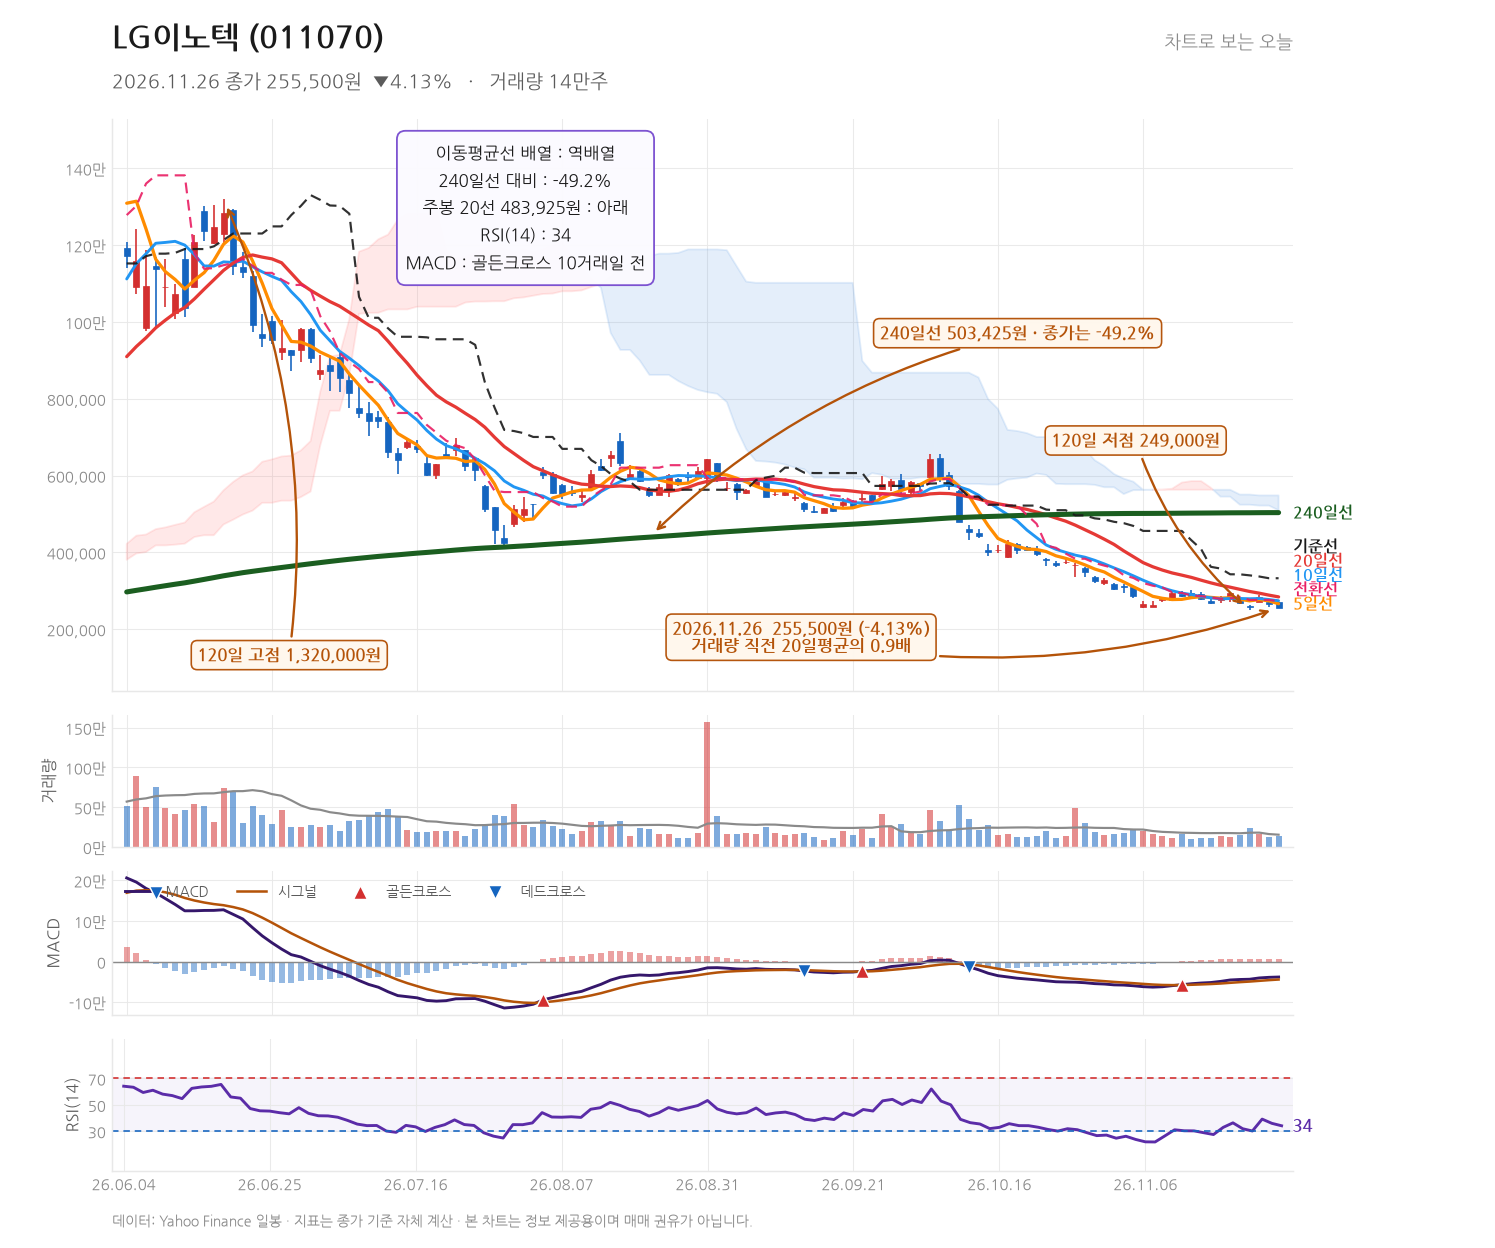 LG이노텍 (011070)
차트로 보는 오늘
2026.11.26 종가 255,500원 ▼4.13% · 거래량 14만주
이동평균선 배열 : 역배열
240일선 대비 : -49.2%
주봉 20선 483,925원 : 아래
RSI(14) : 34
MACD : 골든크로스 10거래일 전
140만
120만
100만
800,000
600,000
400,000
200,000
240일선 503,425원 · 종가는 -49.2%
120일 저점 249,000원
240일선
기준선
20일선
10일선
전환선
5일선
2026.11.26 255,500원 (-4.13%)
거래량 직전 20일평균의 0.9배
120일 고점 1,320,000원
거래량
150만
100만
50만
0만
MACD
20만
10만
0
-10만
MACD
시그널
골든크로스
데드크로스
RSI(14)
70
50
30
34
26.06.04
26.06.25
26.07.16
26.08.07
26.08.31
26.09.21
26.10.16
26.11.06
데이터: Yahoo Finance 일봉 · 지표는 종가 기준 자체 계산 · 본 차트는 정보 제공용이며 매매 권유가 아닙니다.